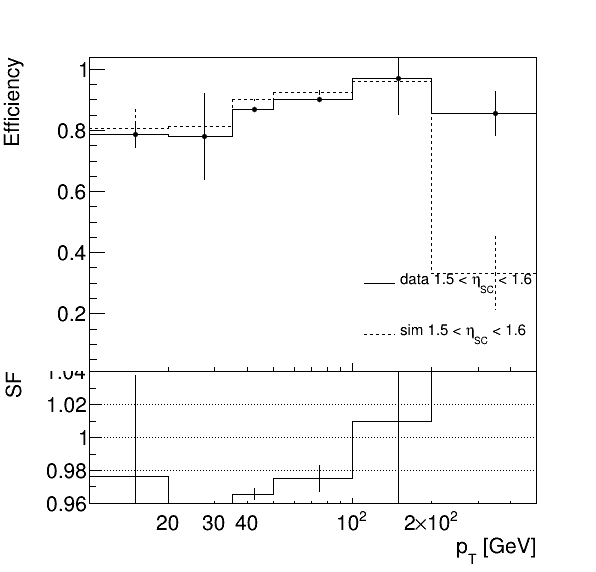 Efficiency
1
0.8
0.6
0.4
0.2
data 1.5 < η_SC < 1.6
sim 1.5 < η_SC < 1.6
SF
1.04
1.02
1
0.98
0.96
20 30 40 10² 2×10²
p_T [GeV]